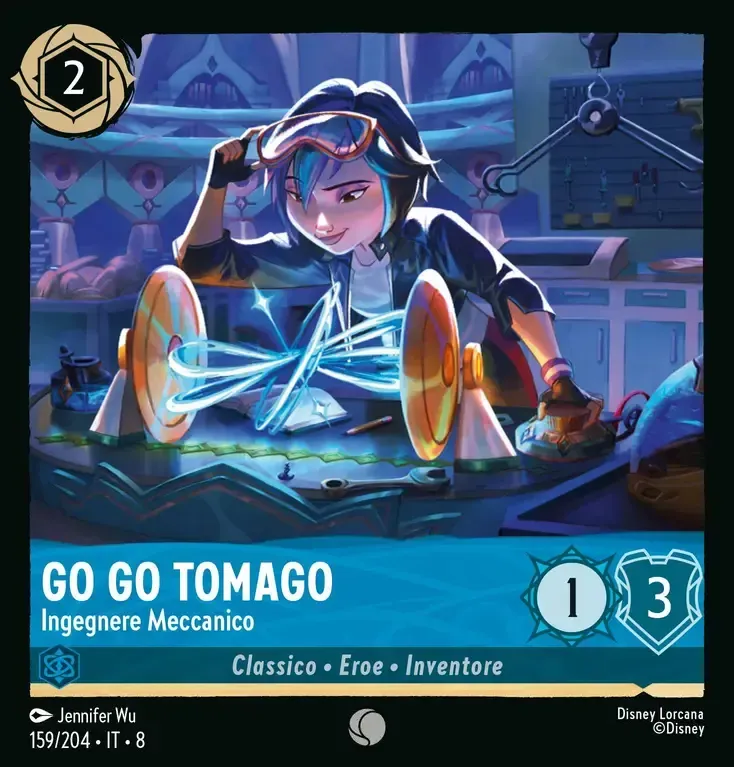 2
GO GO TOMAGO
Ingegnere Meccanico
1
3
Classico • Eroe • Inventore
Jennifer Wu
159/204 • IT • 8
Disney Lorcana
©Disney